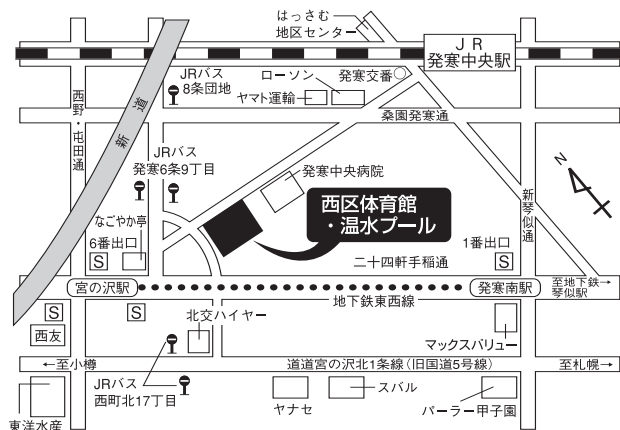 はっさむ
地区センター
JR
発寒中央駅
JRバス
8条団地
ローソン
発寒交番
ヤマト運輸
西野・屯田通
新道
桑園発寒通
JRバス
発寒6条9丁目
発寒中央病院
N
西区体育館
・温水プール
新琴似通
なごやか亭
6番出口
S
二十四軒手稲通
1番出口
S
宮の沢駅
発寒南駅
至地下鉄→
琴似駅
地下鉄東西線
S
S
北交ハイヤー
西友
マックスバリュー
←至小樽
道道宮の沢北1条線(旧国道5号線)
至札幌→
JRバス
西町北17丁目
東洋水産
ヤナセ
スバル
パーラー甲子園